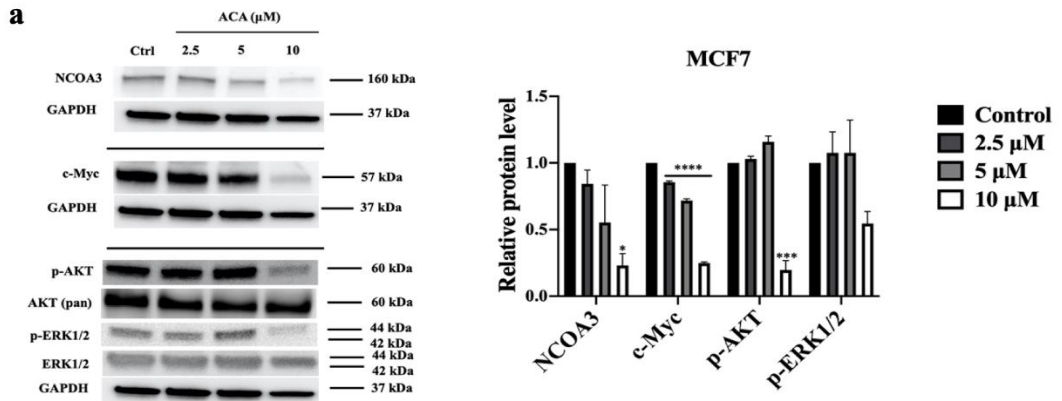 a
ACA (µM)
Ctrl 2.5 5 10
NCOA3 160 kDa
GAPDH 37 kDa
c-Myc 57 kDa
GAPDH 37 kDa
p-AKT 60 kDa
AKT (pan) 60 kDa
p-ERK1/2 44 kDa
42 kDa
ERK1/2 44 kDa
42 kDa
GAPDH 37 kDa
MCF7
Relative protein level
1.5
1.0
0.5
0.0
*
****
***
NCOA3
c-Myc
p-AKT
p-ERK1/2
Control
2.5 µM
5 µM
10 µM